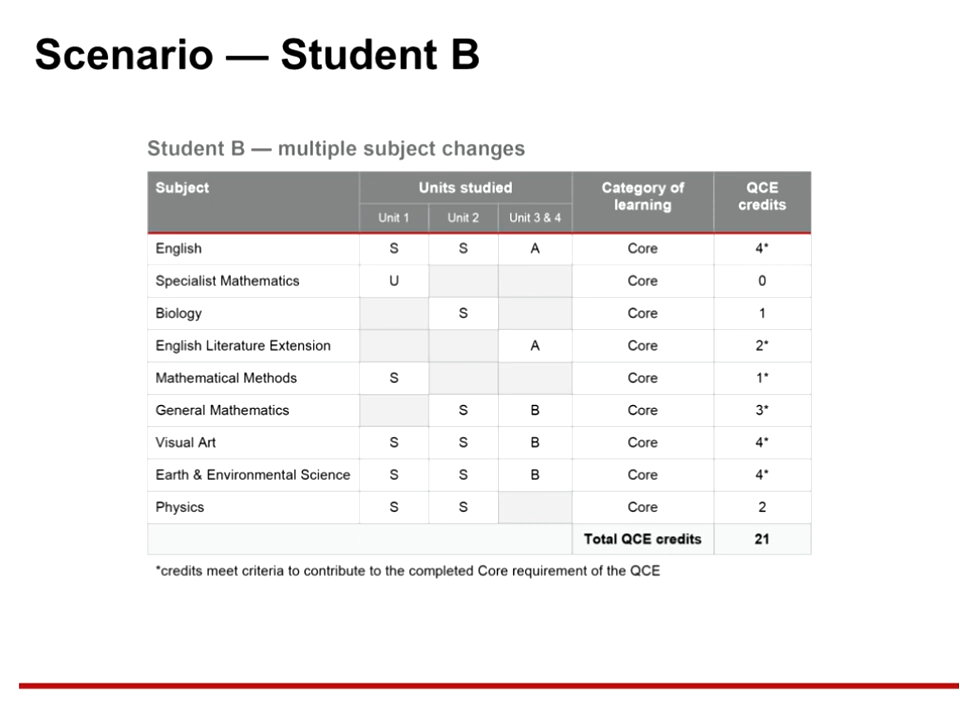 Scenario — Student B
Student B — multiple subject changes
Subject Units studied Category of learning QCE credits
Unit 1 Unit 2 Unit 3 & 4
English S S A Core 4*
Specialist Mathematics U Core 0
Biology S Core 1
English Literature Extension A Core 2*
Mathematical Methods S Core 1*
General Mathematics S B Core 3*
Visual Art S S B Core 4*
Earth & Environmental Science S S B Core 4*
Physics S S Core 2
Total QCE credits 21
*credits meet criteria to contribute to the completed Core requirement of the QCE